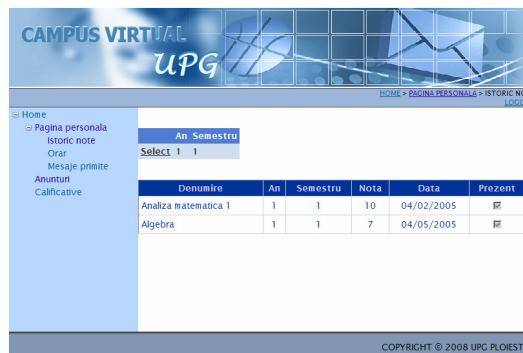 CAMPUS VIRTUAL
UPG
HOME > PAGINA PERSONALA > ISTORIC NO
LOGO
Home
Pagina personala
Istoric note
Orar
Mesaje primite
Anunturi
Calificative
An Semestru
Select 1 1
Denumire An Semestru Nota Data Prezent
Analiza matematica 1 1 1 10 04/02/2005
Algebra 1 1 7 04/05/2005
COPYRIGHT © 2008 UPG PLOIEST